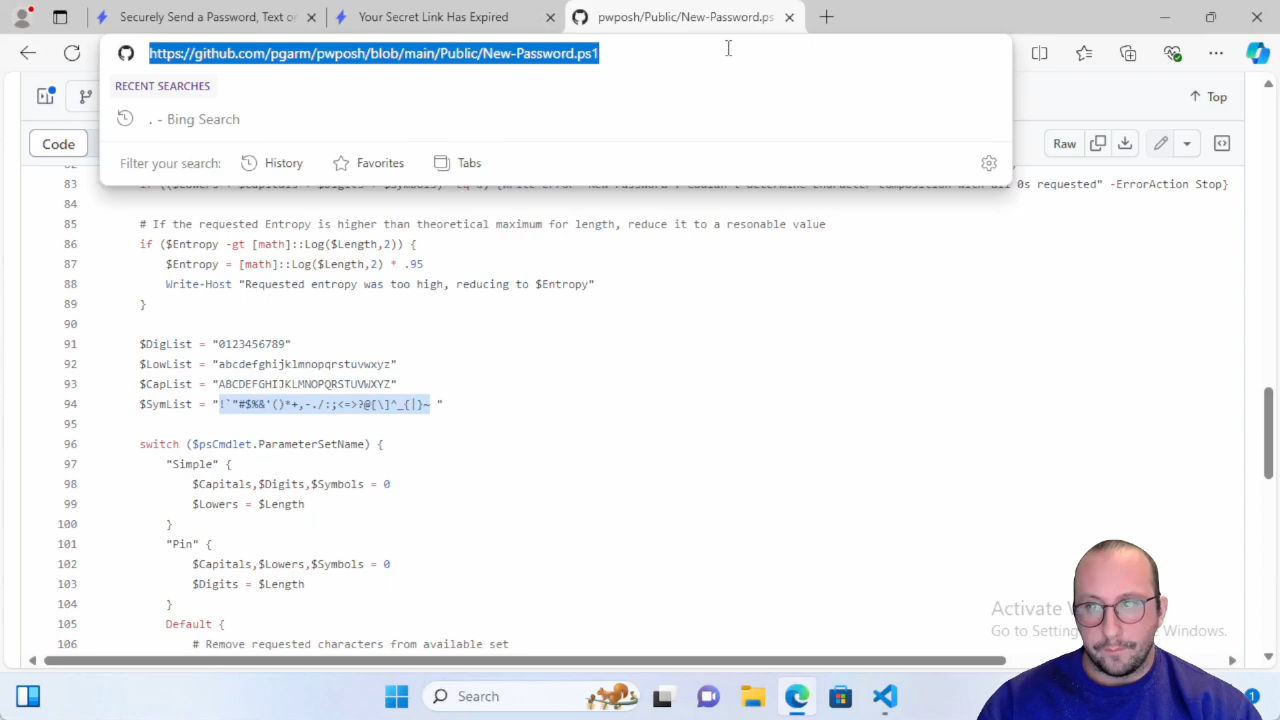 Securely Send a Password, Text or
Your Secret Link Has Expired
pwposh/Public/New-Password.ps
https://github.com/pgarm/pwposh/blob/main/Public/New-Password.ps1
RECENT SEARCHES
. - Bing Search
Filter your search:
History
Favorites
Tabs
Top
Code
Raw
83
0s requested" -ErrorAction Stop}
84
85 # If the requested Entropy is higher than theoretical maximum for length, reduce it to a resonable value
86 if ($Entropy -gt [math]::Log($Length,2)) {
87 $Entropy = [math]::Log($Length,2) * .95
88 Write-Host "Requested entropy was too high, reducing to $Entropy"
89 }
90
91 $DigList = "0123456789"
92 $LowList = "abcdefghijklmnopqrstuvwxyz"
93 $CapList = "ABCDEFGHIJKLMNOPQRSTUVWXYZ"
94 $SymList = "!`"#$%&'()*+,-./:;<=>?@[\]^_{|}~ "
95
96 switch ($psCmdlet.ParameterSetName) {
97 "Simple" {
98 $Capitals,$Digits,$Symbols = 0
99 $Lowers = $Length
100 }
101 "Pin" {
102 $Capitals,$Lowers,$Symbols = 0
103 $Digits = $Length
104 }
105 Default {
106 # Remove requested characters from available set
Activate W
Go to Setting
Windows.
Search
1